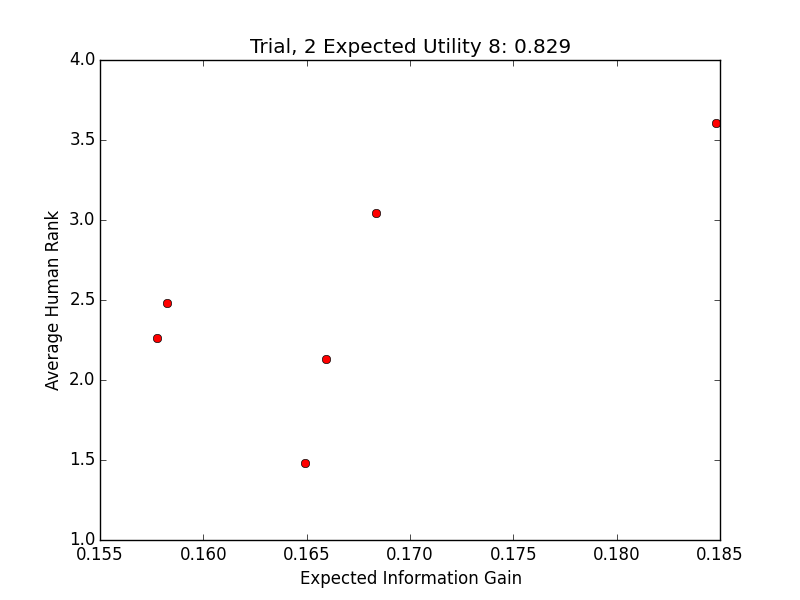 Trial, 2 Expected Utility 8: 0.829
4.0
3.5
3.0
2.5
2.0
1.5
1.0
Average Human Rank
0.155 0.160 0.165 0.170 0.175 0.180 0.185
Expected Information Gain